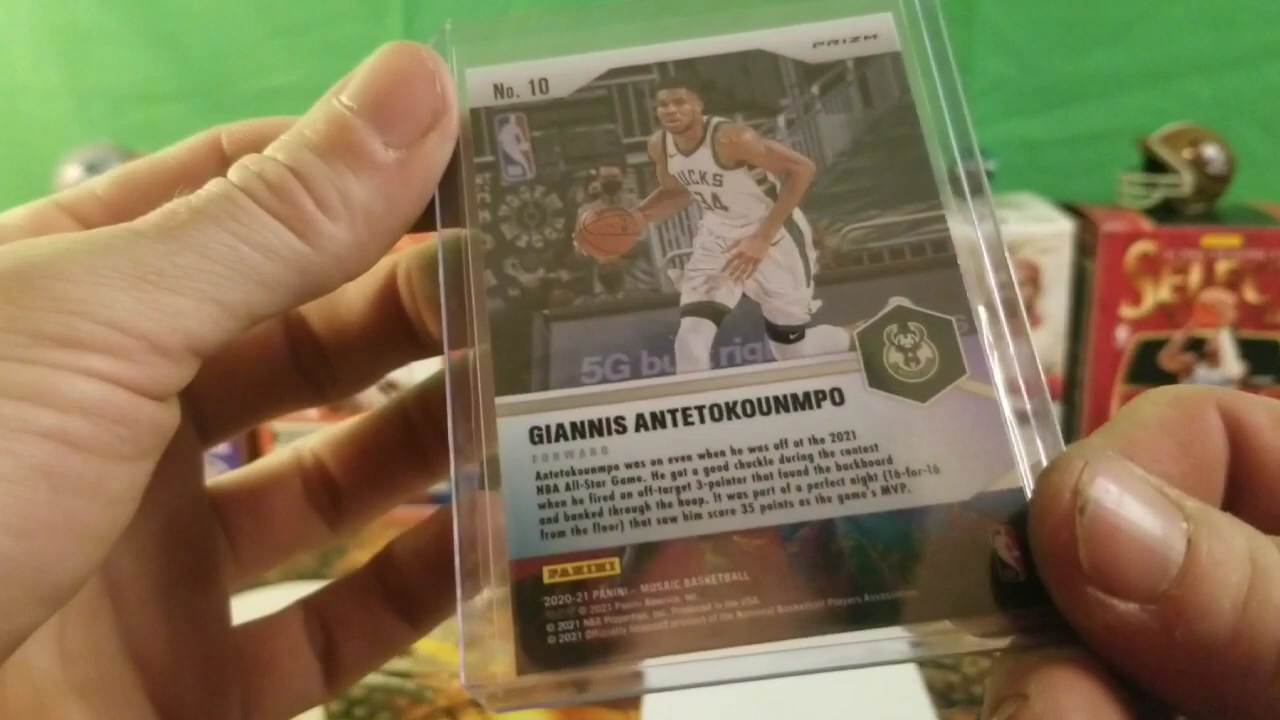 PRIZM
No. 10
BUCKS
34
5G bu rig
GIANNIS ANTETOKOUNMPO
FORWARD
Antetokounmpo was on even when he was off at the 2021
NBA All-Star Game. He got a good chuckle during the contest
when he fired an off-target 3-pointer that found the backboard
and banked through the hoop. It was part of a perfect night (16-for-16
from the floor) that saw him score 35 points as the game's MVP.
PANINI
2020-21 PANINI - MOSAIC BASKETBALL
© 2021 Panini America, Inc.
© 2021 NBA Properties, Inc. Produced in the USA.
© 2021 Officially licensed product of the National Basketball Players Association.
SELECT